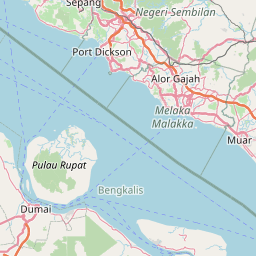 Sepang
Negeri Sembilan
Port Dickson
Alor Gajah
Melaka
Malakka
Muar
Pulau Rupat
Bengkalis
Dumai